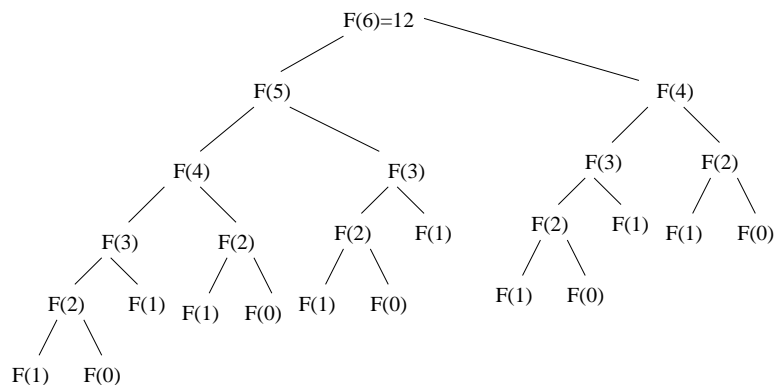 F(6)=12
F(5) F(4)
F(4) F(3) F(3) F(2)
F(3) F(2) F(2) F(1) F(2) F(1) F(1) F(0)
F(2) F(1) F(1) F(0) F(1) F(0) F(1) F(0)
F(1) F(0)